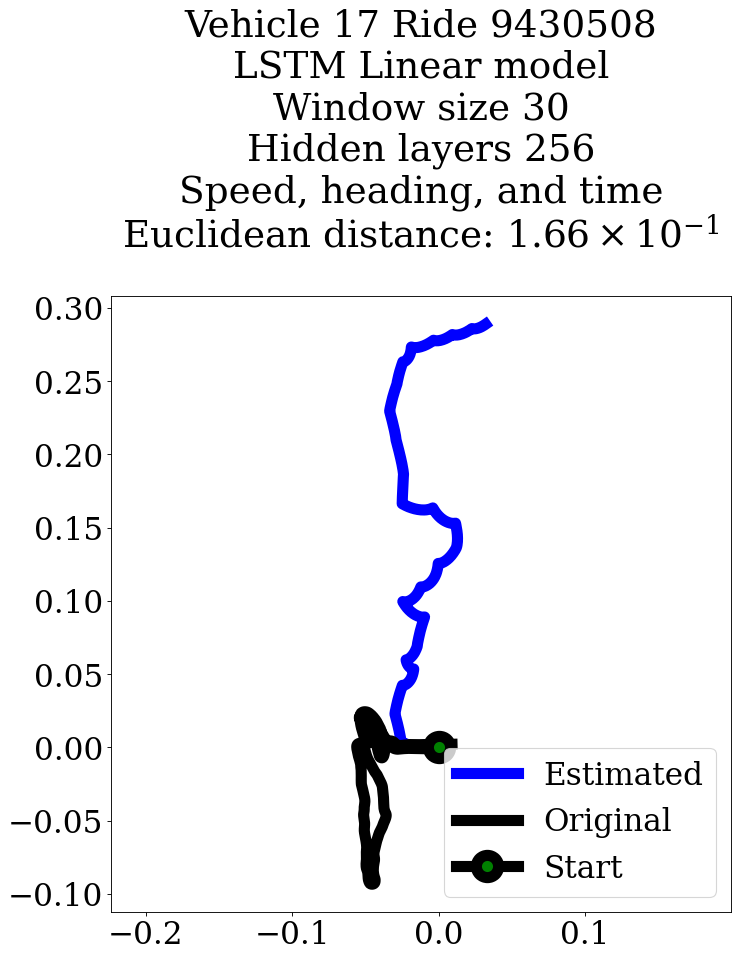 Vehicle 17 Ride 9430508
LSTM Linear model
Window size 30
Hidden layers 256
Speed, heading, and time
Euclidean distance: 1.66 × 10⁻¹
0.30
0.25
0.20
0.15
0.10
0.05
0.00
−0.05
−0.10
Estimated
Original
Start
−0.2
−0.1
0.0
0.1